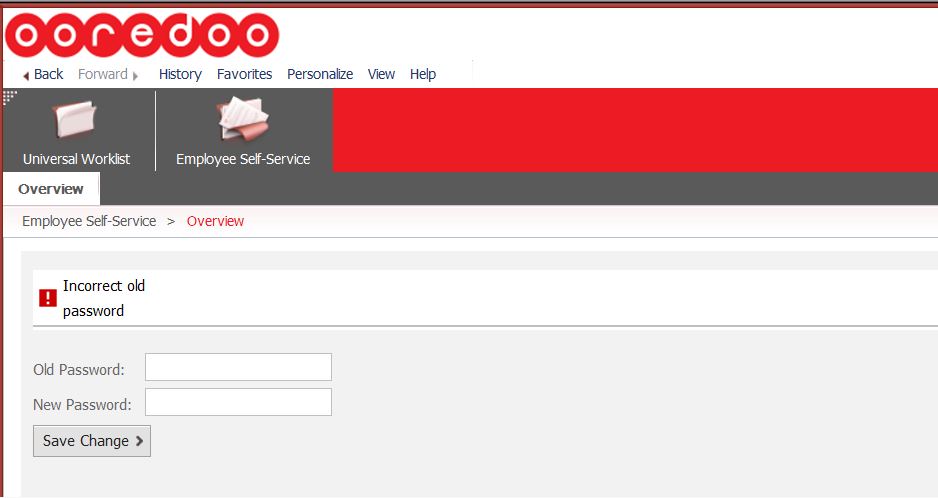 ooredoo
Back Forward History Favorites Personalize View Help
Universal Worklist Employee Self-Service
Overview
Employee Self-Service > Overview
Incorrect old
password
Old Password:
New Password:
Save Change